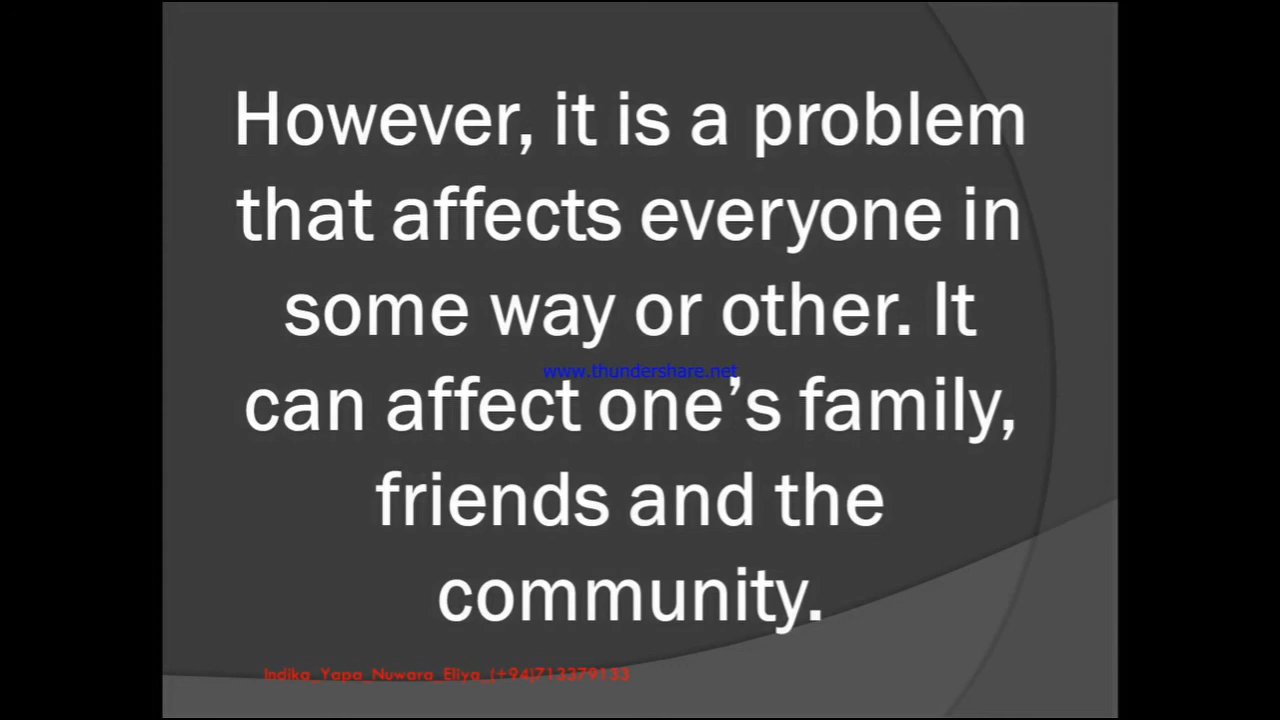 However, it is a problem
that affects everyone in
some way or other. It
www.thundershare.net
can affect one’s family,
friends and the
community.
Indika_Yapa_Nuwara_Eliya_(+94)713379133